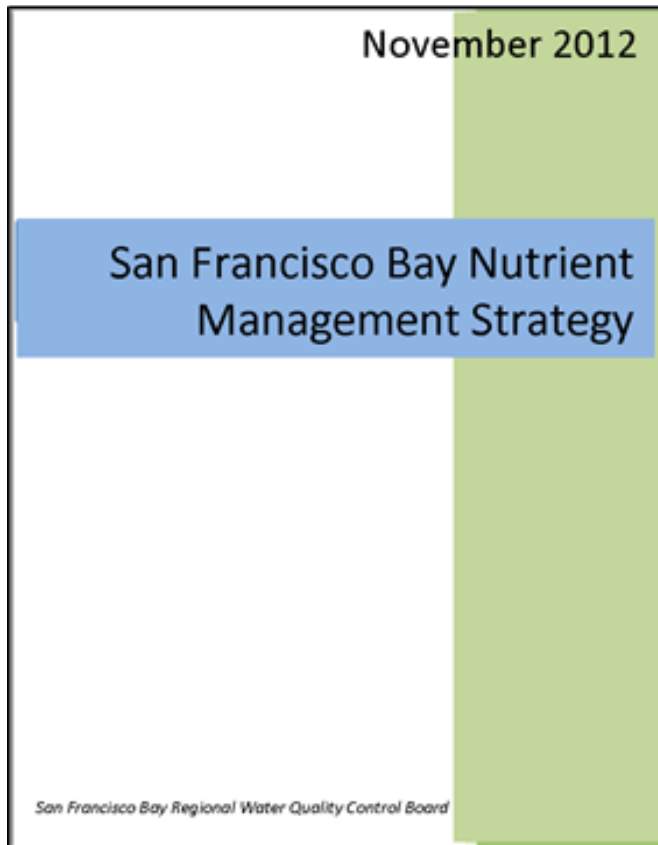 November 2012
San Francisco Bay Nutrient
Management Strategy
San Francisco Bay Regional Water Quality Control Board